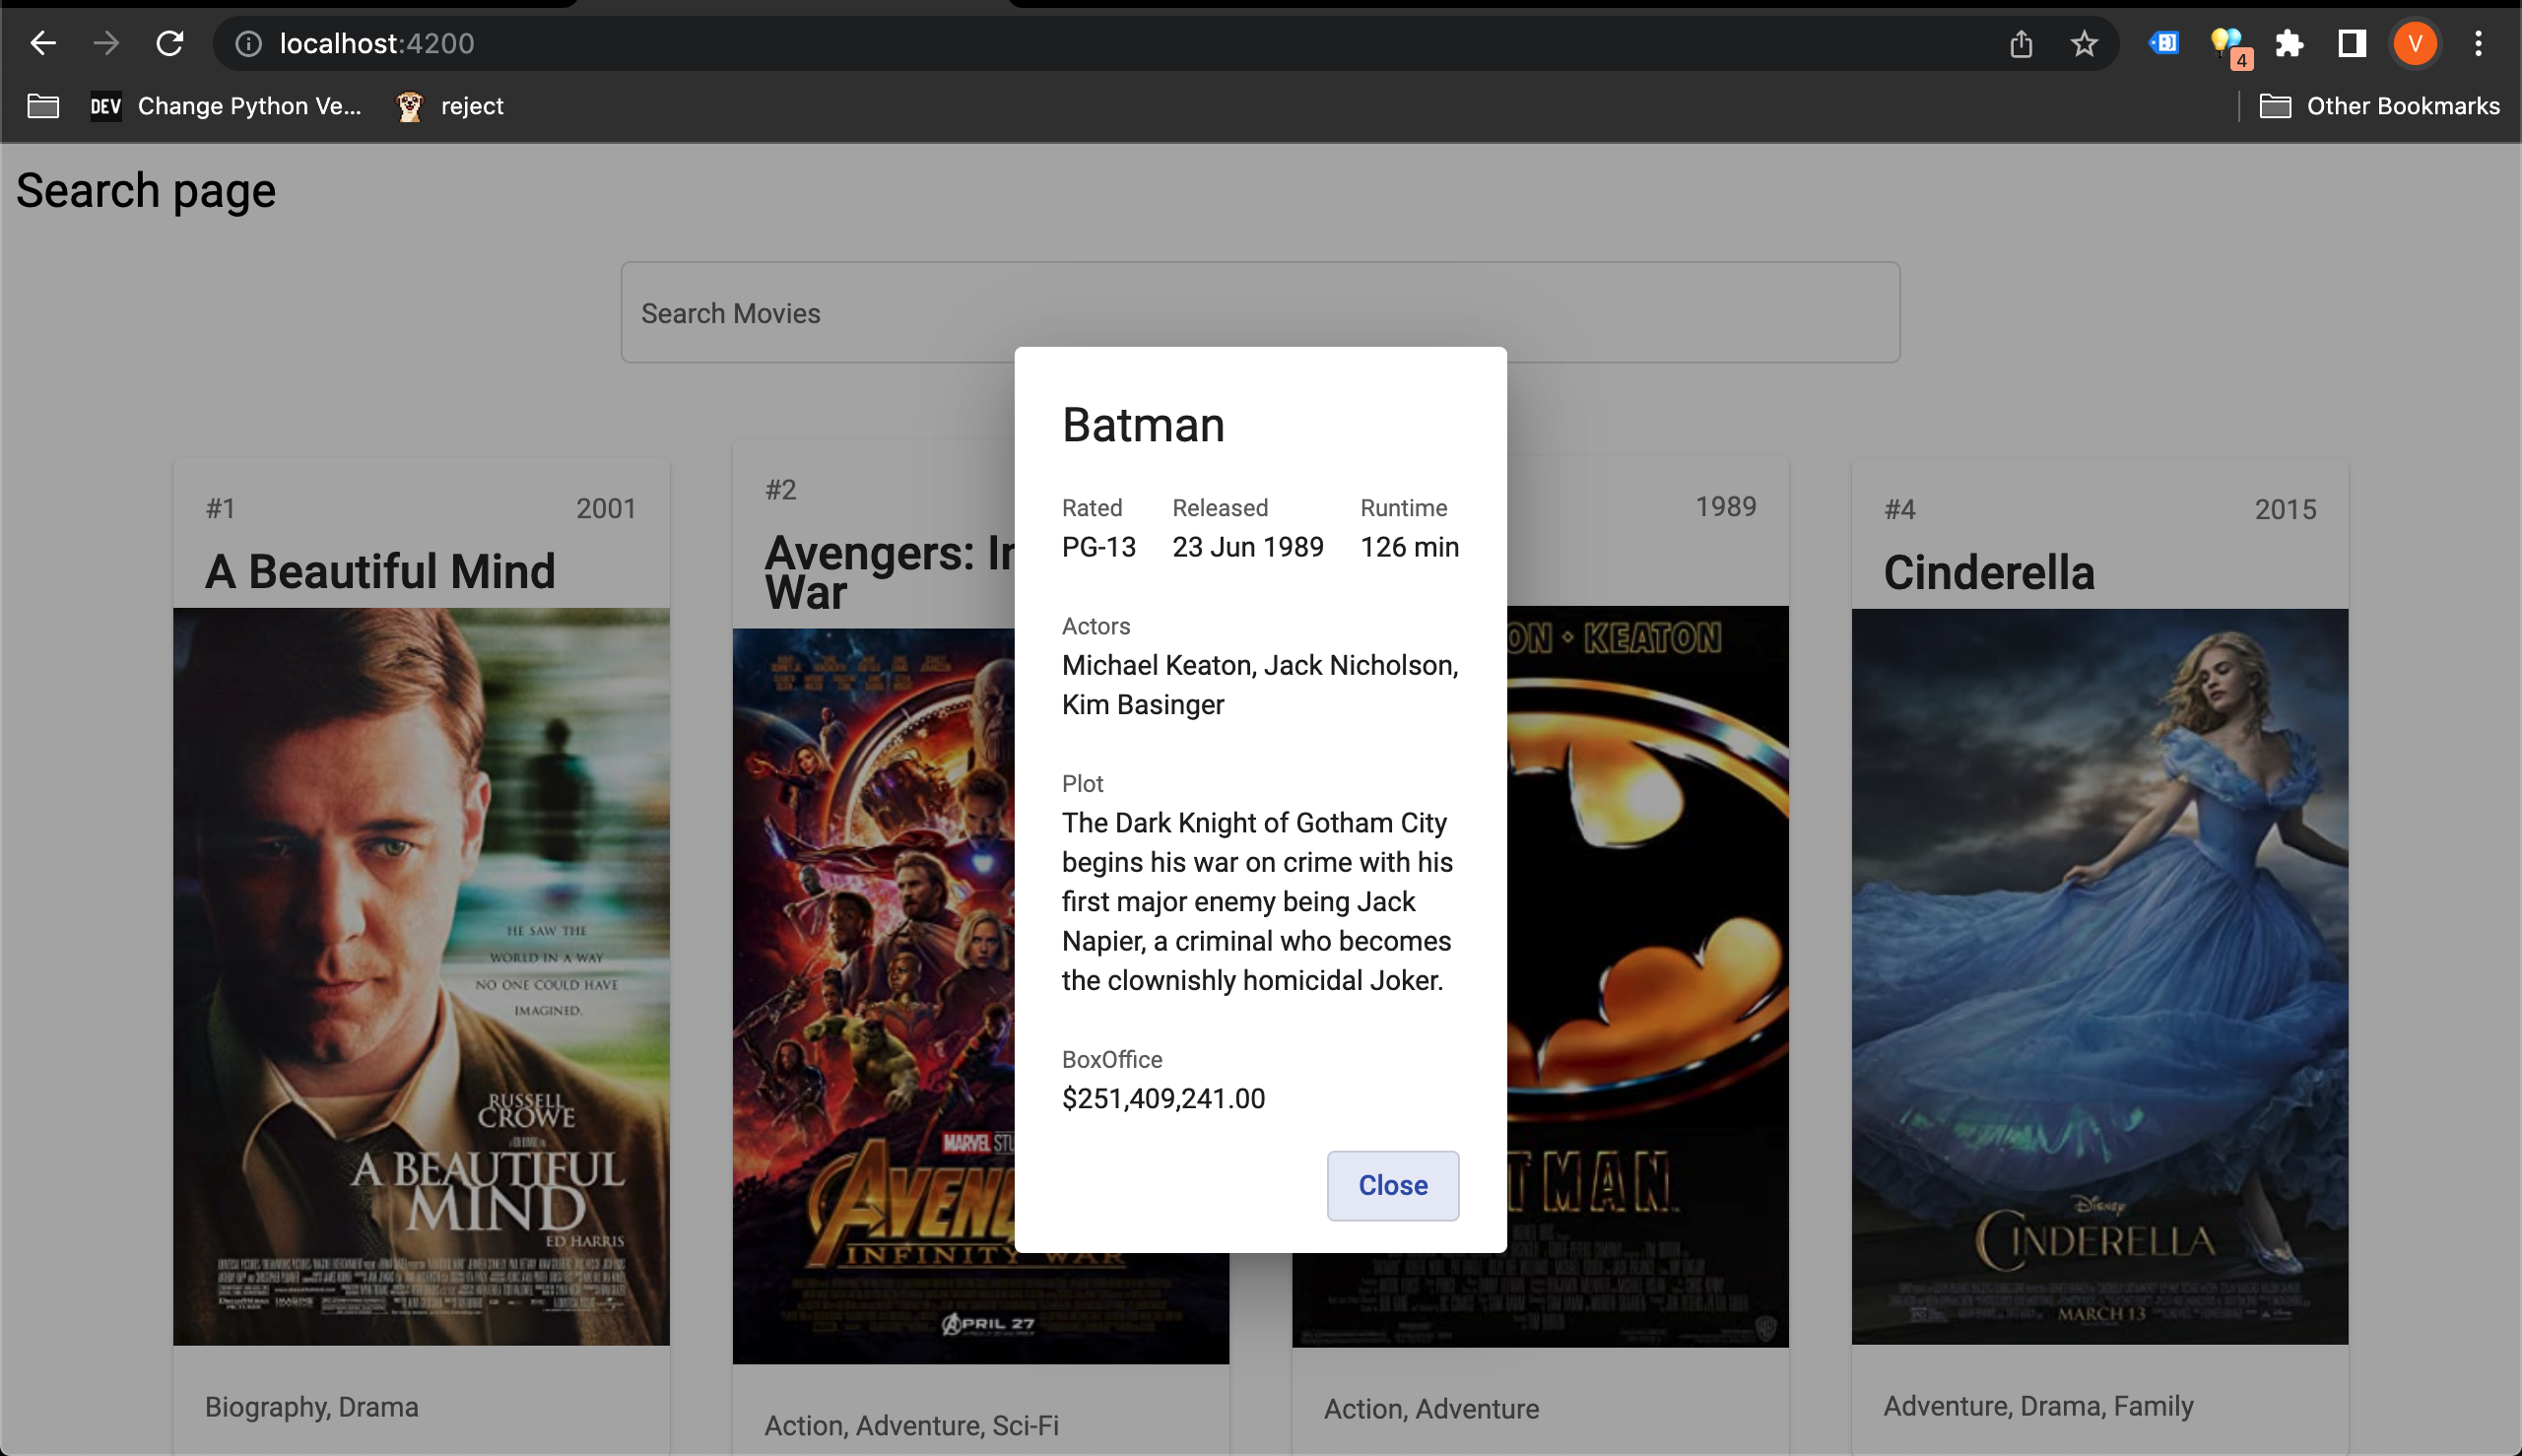 localhost:4200
4
V
DEV Change Python Ve...
reject
Other Bookmarks
Search page
Search Movies
#1 2001
A Beautiful Mind
HE SAW THE
WORLD IN A WAY
NO ONE COULD HAVE
IMAGINED.
RUSSELL
CROWE
A BEAUTIFUL
MIND
ED HARRIS
Biography, Drama
#2
Avengers: In
War
MARVEL STU
AVEN
INFINITY WAR
APRIL 27
Action, Adventure, Sci-Fi
Batman
Rated Released Runtime
PG-13 23 Jun 1989 126 min
Actors
Michael Keaton, Jack Nicholson,
Kim Basinger
Plot
The Dark Knight of Gotham City
begins his war on crime with his
first major enemy being Jack
Napier, a criminal who becomes
the clownishly homicidal Joker.
BoxOffice
$251,409,241.00
Close
1989
ON · KEATON
TMAN
Action, Adventure
#4 2015
Cinderella
Disney
CINDERELLA
MARCH 13
Adventure, Drama, Family